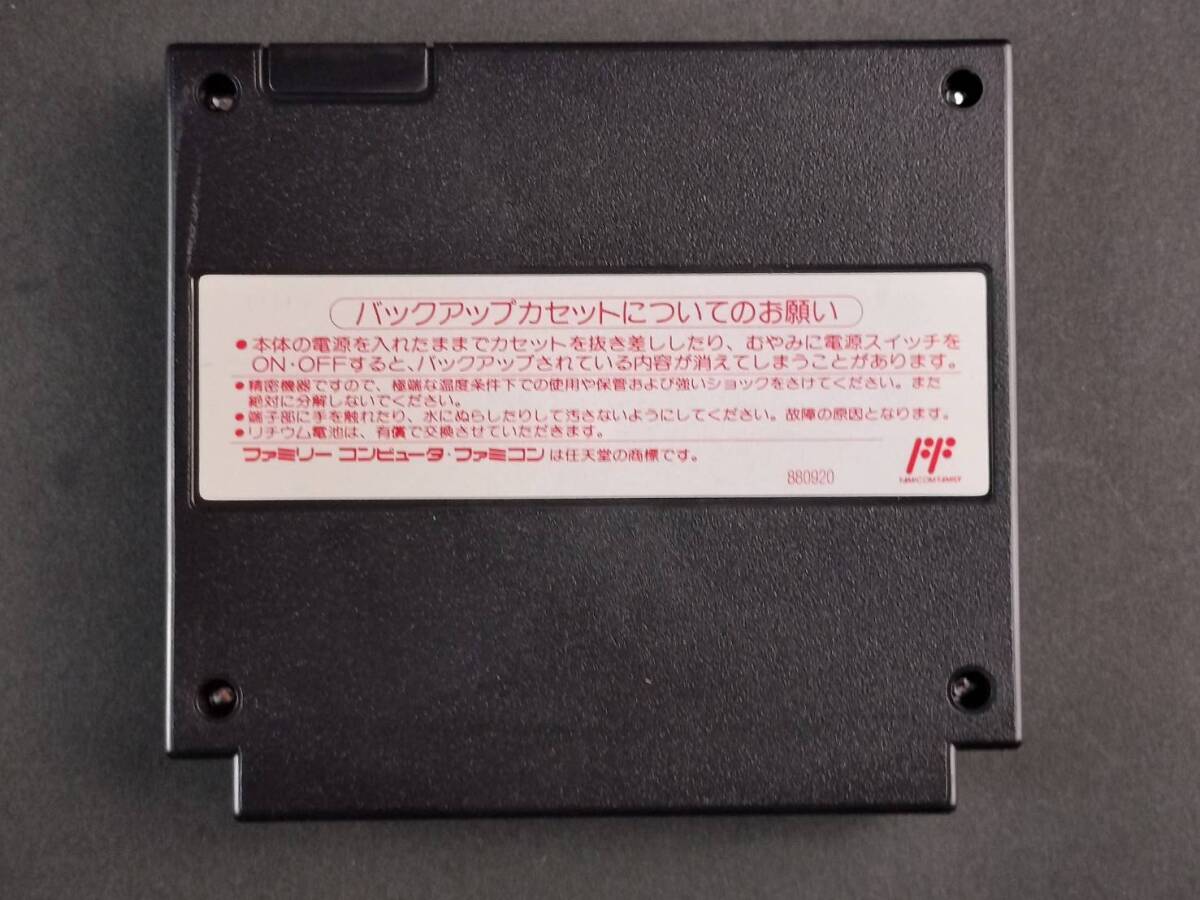 バックアップカセットについてのお願い
●本体の電源を入れたままでカセットを抜き差ししたり、むやみに電源スイッチを
ON・OFFすると、バックアップされている内容が消えてしまうことがあります。
●精密機器ですので、極端な温度条件下での使用や保管および強いショックをさけてください。また
絶対に分解しないでください。
●端子部に手を触れたり、水にぬらしたりして汚さないようにしてください。故障の原因となります。
●リチウム電池は、有償で交換させていただきます。
ファミリーコンピュータ・ファミコンは任天堂の商標です。
880920
FF
FAMICOM FAMILY